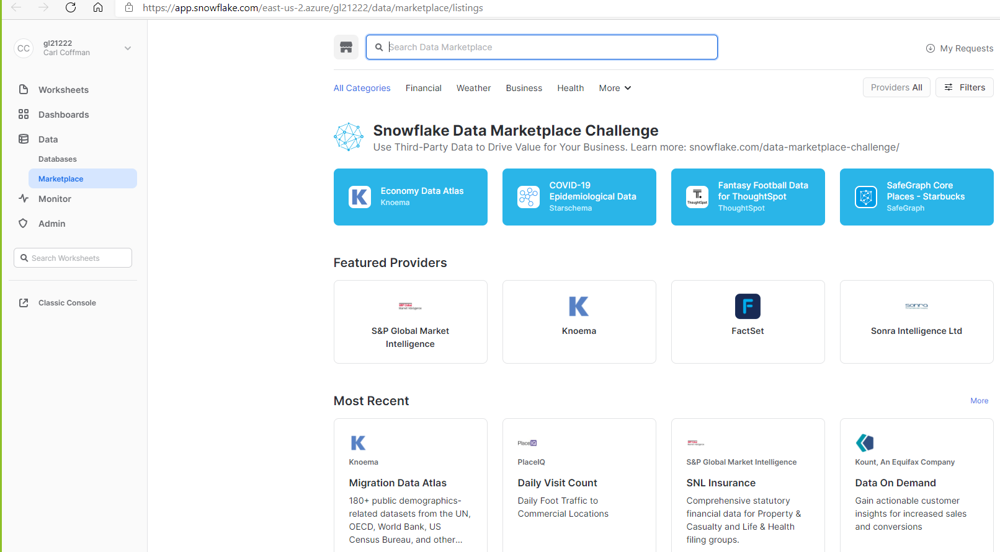 https://app.snowflake.com/east-us-2.azure/gl21222/data/marketplace/listings
CC
gl21222
Carl Coffman
Worksheets
Dashboards
Data
Databases
Marketplace
Monitor
Admin
Search Worksheets
Classic Console
Search Data Marketplace
My Requests
All Categories Financial Weather Business Health More
Providers All
Filters
Snowflake Data Marketplace Challenge
Use Third-Party Data to Drive Value for Your Business. Learn more: snowflake.com/data-marketplace-challenge/
K
Economy Data Atlas
Knoema
COVID-19
Epidemiological Data
Starschema
T.
ThoughtSpot
Fantasy Football Data
for ThoughtSpot
ThoughtSpot
SafeGraph Core
Places - Starbucks
SafeGraph
Featured Providers
S&P Global Market
Intelligence
K
Knoema
F
FactSet
sonra
Sonra Intelligence Ltd
Most Recent
More
K
Knoema
Migration Data Atlas
180+ public demographics-
related datasets from the UN,
OECD, World Bank, US
Census Bureau, and other...
PlaceIQ
PlaceIQ
Daily Visit Count
Daily Foot Traffic to
Commercial Locations
S&P Global Market Intelligence
SNL Insurance
Comprehensive statutory
financial data for Property &
Casualty and Life & Health
filing groups.
Kount, An Equifax Company
Data On Demand
Gain actionable customer
insights for increased sales
and conversions